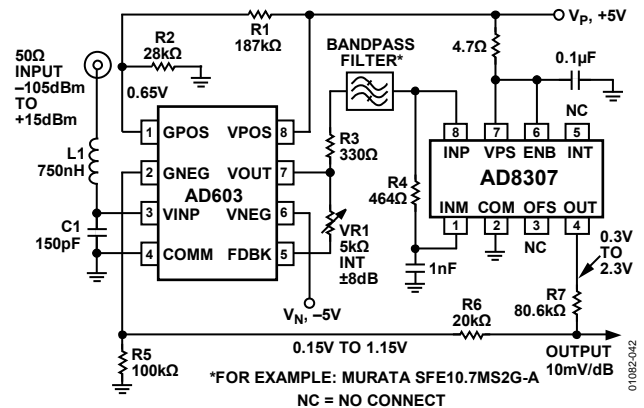 R1
187kΩ
V_P, +5V
R2
28kΩ
50Ω
INPUT
–105dBm
TO
+15dBm
0.65V
BANDPASS
FILTER*
4.7Ω
0.1µF
NC
L1
750nH
C1
150pF
1 GPOS VPOS 8
2 GNEG VOUT 7
AD603
3 VINP VNEG 6
4 COMM FDBK 5
R3
330Ω
VR1
5kΩ
INT
±8dB
V_N, –5V
R4
464Ω
8 7 6 5
INP VPS ENB INT
AD8307
INM COM OFS OUT
1 2 3 4
NC
1nF
0.3V
TO
2.3V
R7
80.6kΩ
R6
20kΩ
R5
100kΩ
0.15V TO 1.15V
OUTPUT
10mV/dB
*FOR EXAMPLE: MURATA SFE10.7MS2G-A
NC = NO CONNECT
01082-042